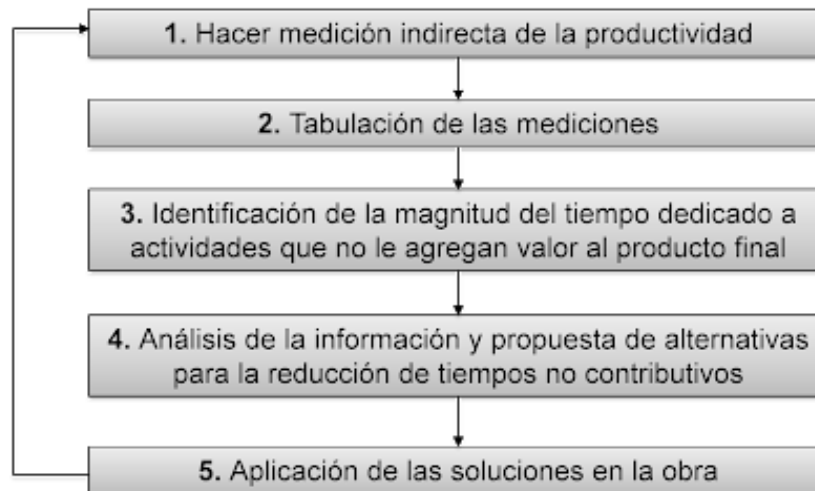 1. Hacer medición indirecta de la productividad
2. Tabulación de las mediciones
3. Identificación de la magnitud del tiempo dedicado a
actividades que no le agregan valor al producto final
4. Análisis de la información y propuesta de alternativas
para la reducción de tiempos no contributivos
5. Aplicación de las soluciones en la obra